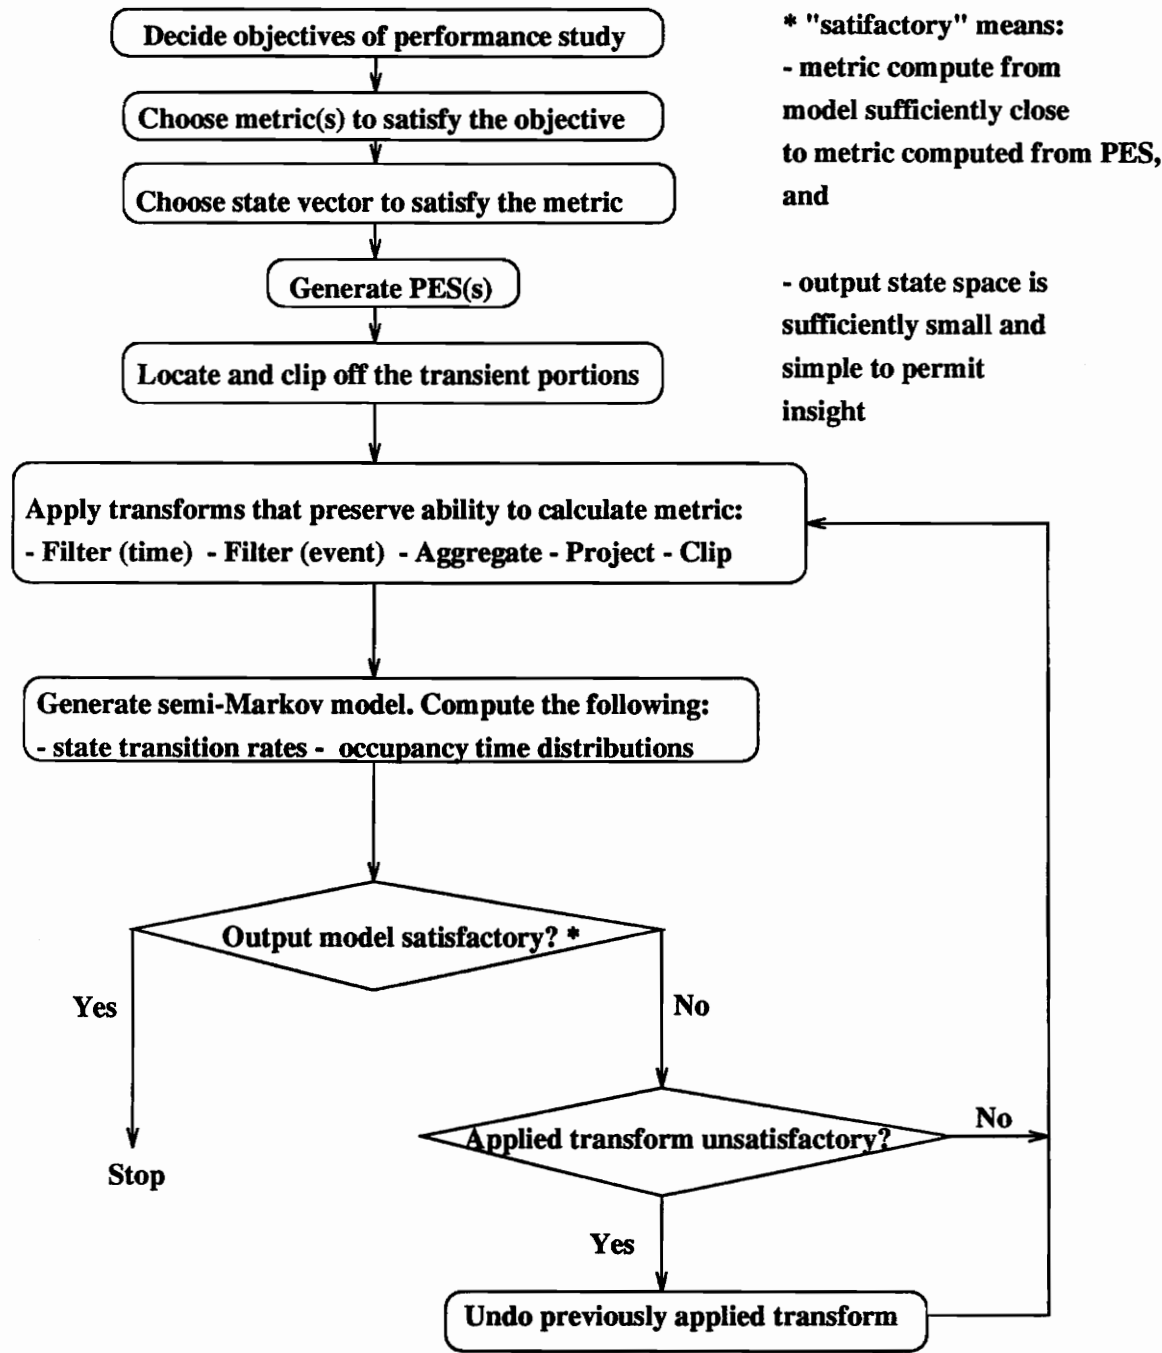 Decide objectives of performance study
Choose metric(s) to satisfy the objective
Choose state vector to satisfy the metric
Generate PES(s)
Locate and clip off the transient portions
* "satifactory" means:
- metric compute from
model sufficiently close
to metric computed from PES,
and
- output state space is
sufficiently small and
simple to permit
insight
Apply transforms that preserve ability to calculate metric:
- Filter (time) - Filter (event) - Aggregate - Project - Clip
Generate semi-Markov model. Compute the following:
- state transition rates - occupancy time distributions
Output model satisfactory? *
Yes
No
Stop
Applied transform unsatisfactory?
No
Yes
Undo previously applied transform